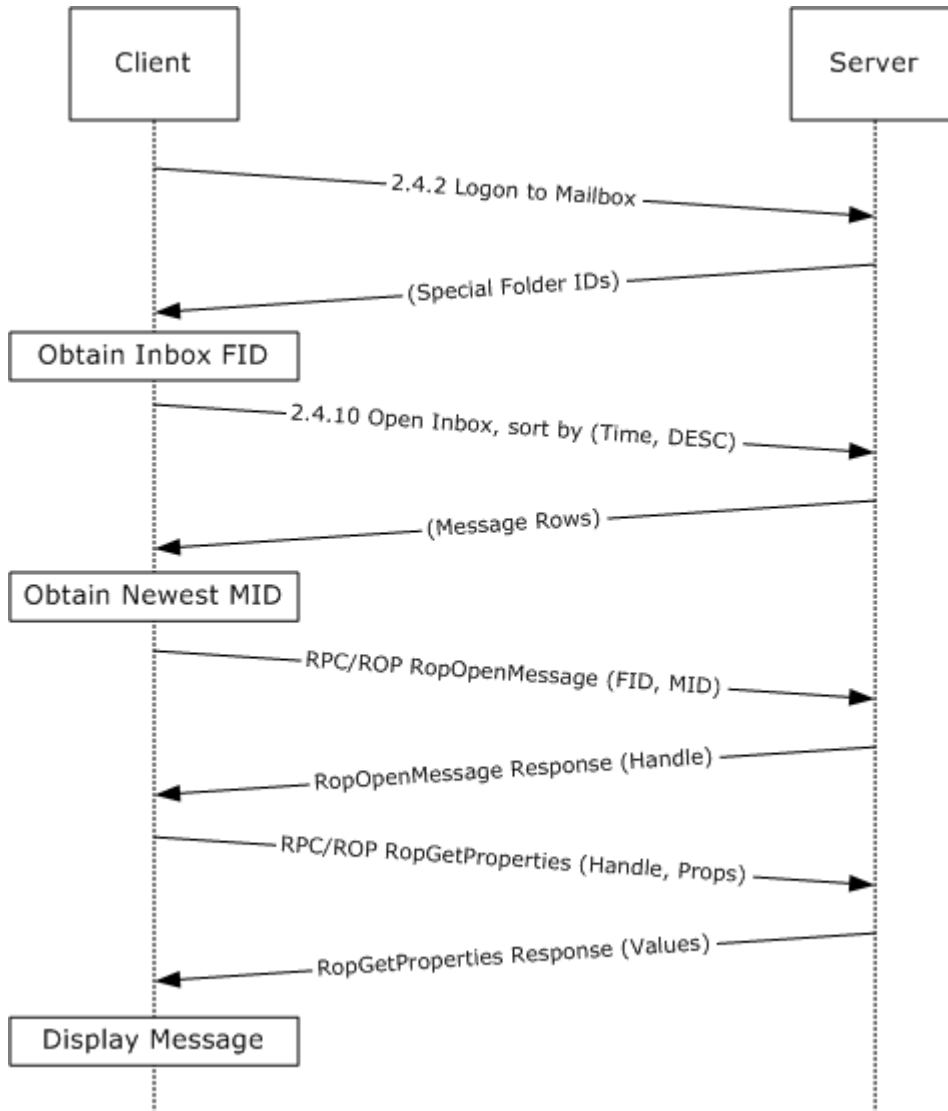 Client
Server
2.4.2 Logon to Mailbox
(Special Folder IDs)
Obtain Inbox FID
2.4.10 Open Inbox, sort by (Time, DESC)
(Message Rows)
Obtain Newest MID
RPC/ROP RopOpenMessage (FID, MID)
RopOpenMessage Response (Handle)
RPC/ROP RopGetProperties (Handle, Props)
RopGetProperties Response (Values)
Display Message